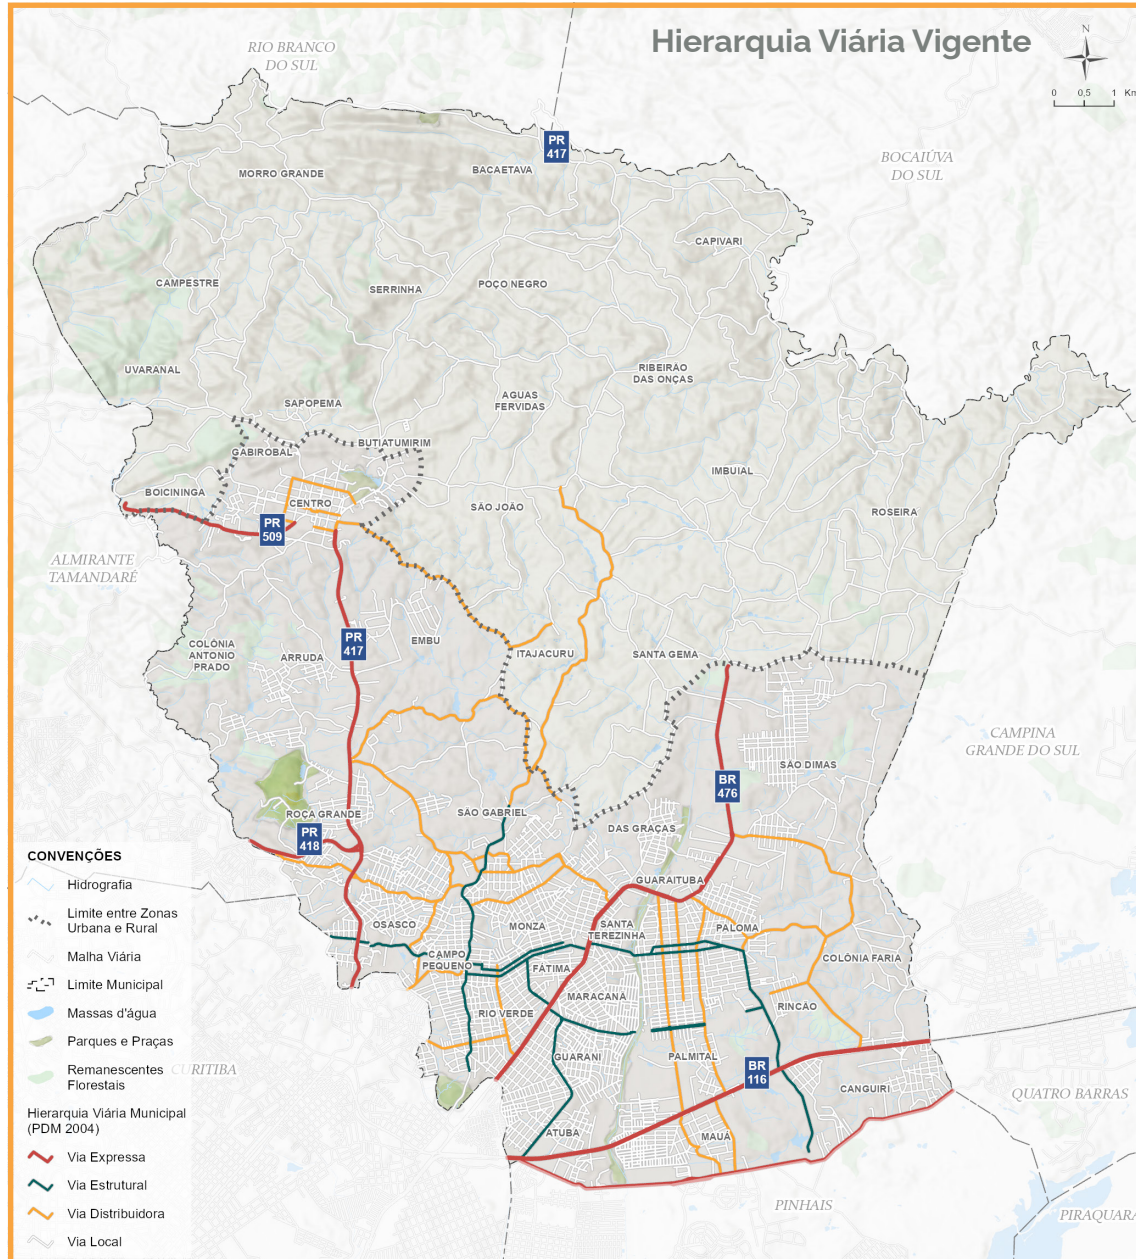 Hierarquia Viária Vigente
N
0 0,5 1 Km
RIO BRANCO
DO SUL
PR
417
BOCAIÚVA
DO SUL
MORRO GRANDE
BACAETAVA
CAPIVARI
CAMPESTRE
SERRINHA
POÇO NEGRO
UVARANAL
RIBEIRÃO
DAS ONÇAS
SAPOPEMA
AGUAS
FERVIDAS
GABIROBAL
BUTIATUMIRIM
IMBUIAL
BOICININGA
CENTRO
SÃO JOÃO
ROSEIRA
PR
509
ALMIRANTE
TAMANDARÉ
PR
417
COLÔNIA
ANTONIO
PRADO
ARRUDA
EMBU
ITAJACURU
SANTA GEMA
CAMPINA
GRANDE DO SUL
SÃO DIMAS
BR
476
ROÇA GRANDE
SÃO GABRIEL
DAS GRAÇAS
PR
418
GUARAITUBA
OSASCO
MONZA
SANTA
TEREZINHA
PALOMA
CAMPO
PEQUENO
FÁTIMA
COLÔNIA FARIA
MARACANÃ
RIO VERDE
RINCÃO
GUARANI
PALMITAL
BR
116
CANGUIRI
CURITIBA
QUATRO BARRAS
ATUBA
MAUÁ
PINHAIS
PIRAQUARA
CONVENÇÕES
Hidrografia
Limite entre Zonas
Urbana e Rural
Malha Viária
Limite Municipal
Massas d'água
Parques e Praças
Remanescentes
Florestais
Hierarquia Viária Municipal
(PDM 2004)
Via Expressa
Via Estrutural
Via Distribuidora
Via Local